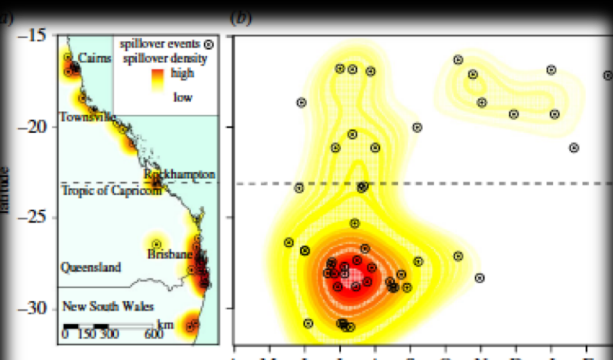 (b)
−15
−20
−25
−30
latitude
spillover events
spillover density
high
low
Cairns
Townsville
Rockhampton
Tropic of Capricorn
Brisbane
Queensland
New South Wales
0 150 300 600 km